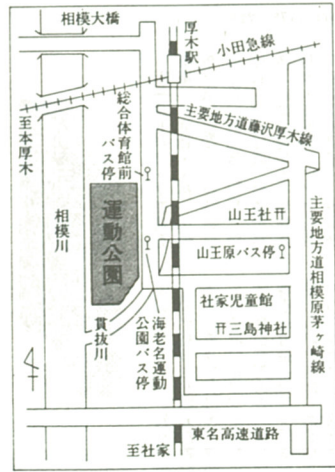 相模大橋
厚木駅
小田急線
総合体育館前
バス停
至本厚木
主要地方道藤沢厚木線
運動公園
相模川
山王社
山王原バス停
主要地方道相模原茅ヶ崎線
社家児童館
三島神社
海老名運動
公園バス停
貫抜川
東名高速道路
至社家